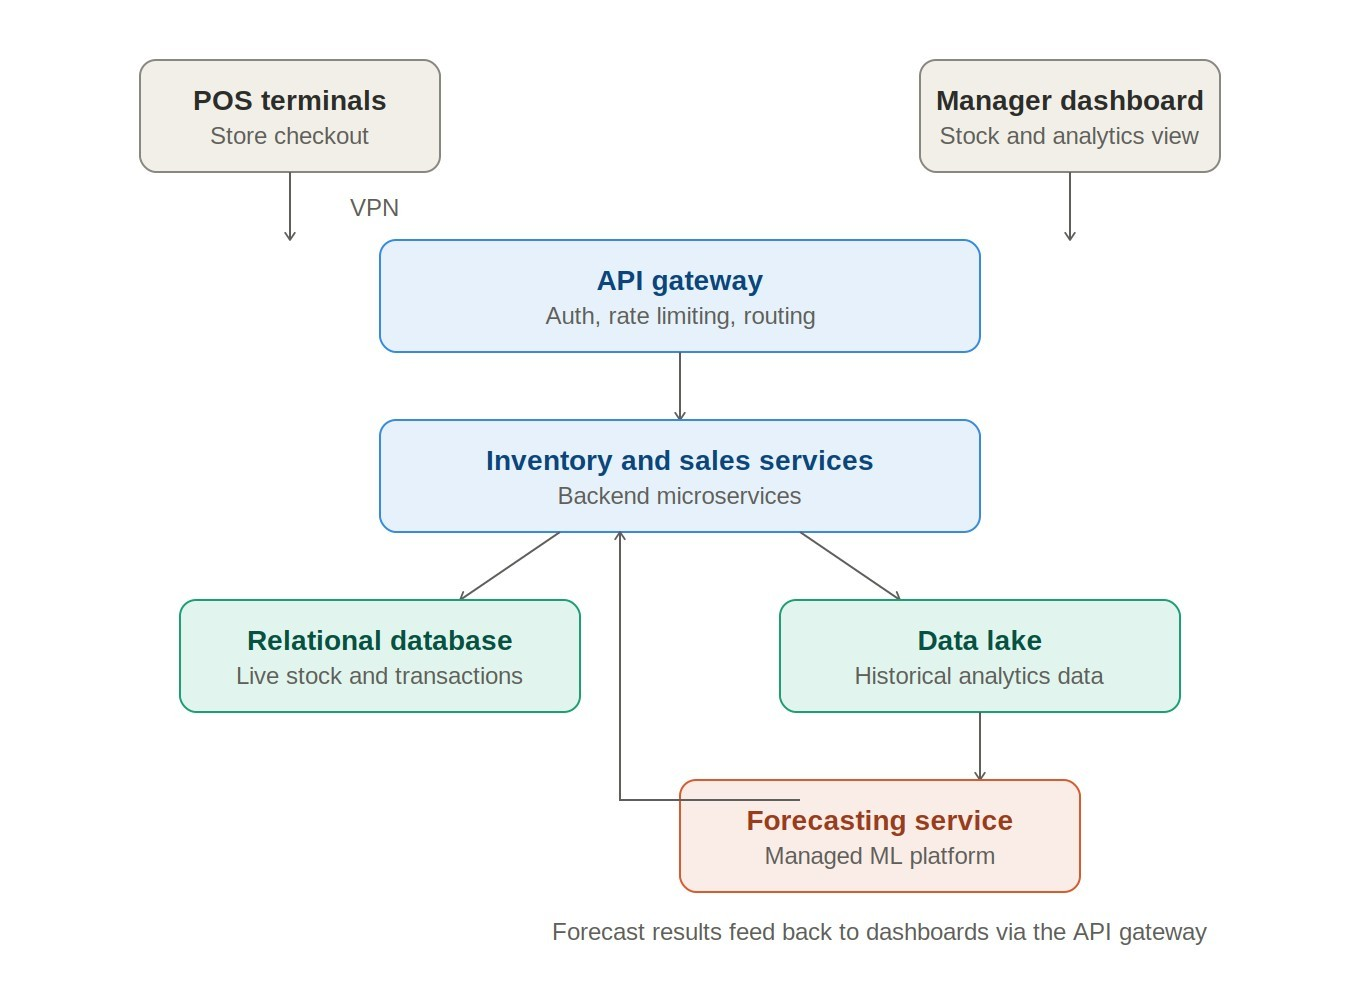 POS terminals
Store checkout
Manager dashboard
Stock and analytics view
VPN
API gateway
Auth, rate limiting, routing
Inventory and sales services
Backend microservices
Relational database
Live stock and transactions
Data lake
Historical analytics data
Forecasting service
Managed ML platform
Forecast results feed back to dashboards via the API gateway